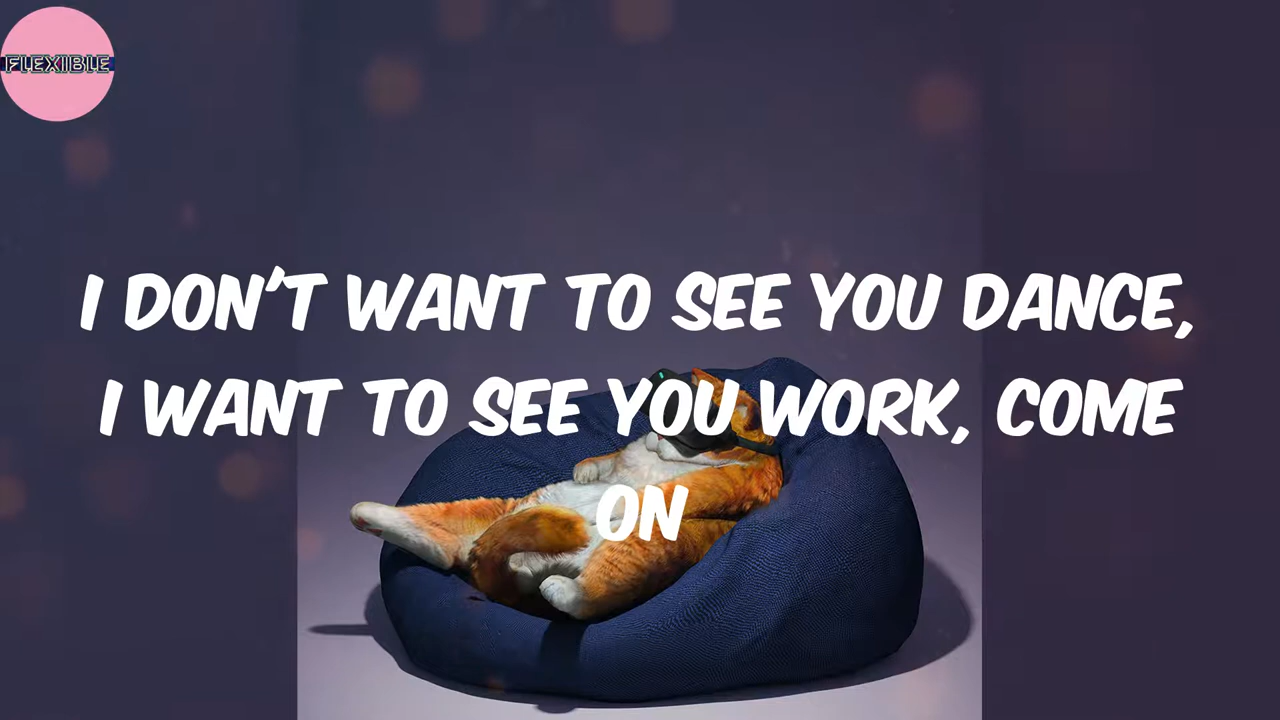 FLEXIBLE
I DON'T WANT TO SEE YOU DANCE,
I WANT TO SEE YOU WORK, COME
ON